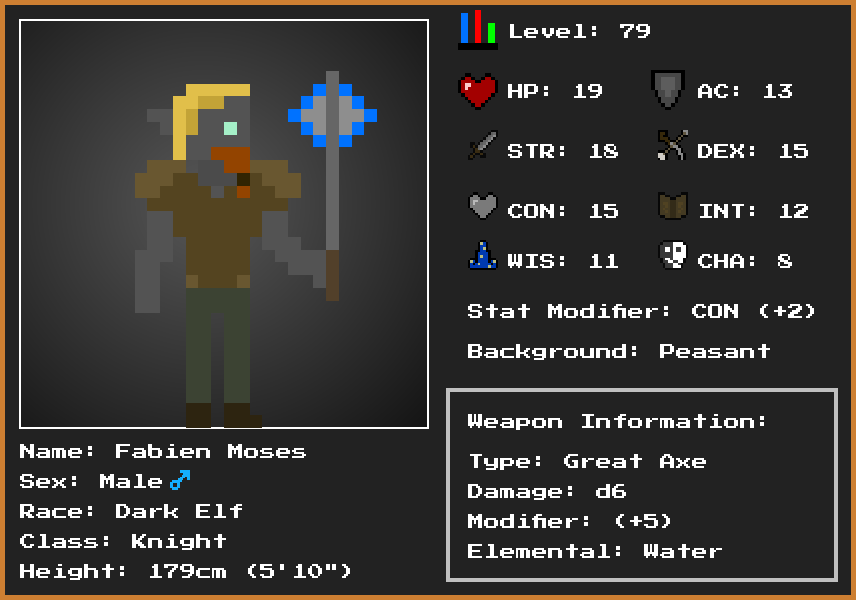 Level: 79
HP: 19
AC: 13
STR: 18
DEX: 15
CON: 15
INT: 12
WIS: 11
CHA: 8
Stat Modifier: CON (+2)
Background: Peasant
Weapon Information:
Type: Great Axe
Damage: d6
Modifier: (+5)
Elemental: Water
Name: Fabien Moses
Sex: Male♂
Race: Dark Elf
Class: Knight
Height: 179cm (5'10")